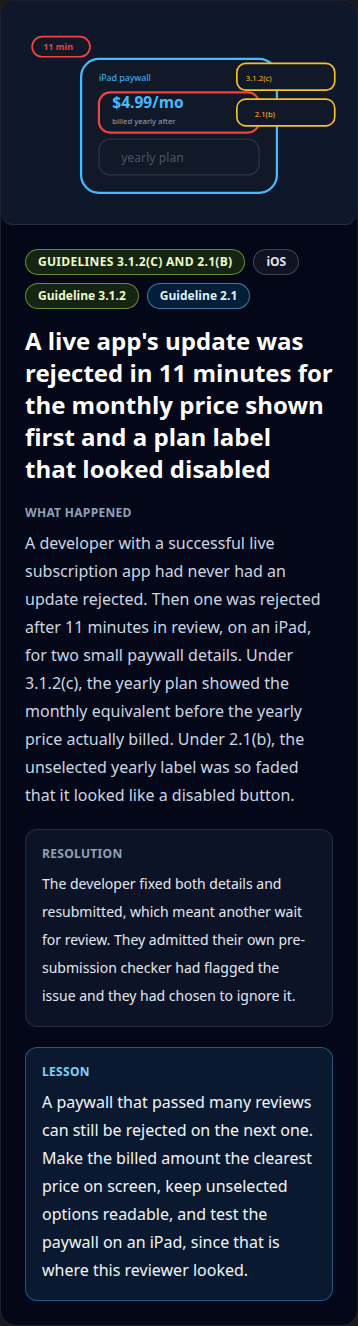 11 min
iPad paywall
3.1.2(c)
$4.99/mo
billed yearly after
2.1(b)
yearly plan
GUIDELINES 3.1.2(C) AND 2.1(B)
iOS
Guideline 3.1.2
Guideline 2.1
A live app's update was
rejected in 11 minutes for
the monthly price shown
first and a plan label
that looked disabled
WHAT HAPPENED
A developer with a successful live
subscription app had never had an
update rejected. Then one was rejected
after 11 minutes in review, on an iPad,
for two small paywall details. Under
3.1.2(c), the yearly plan showed the
monthly equivalent before the yearly
price actually billed. Under 2.1(b), the
unselected yearly label was so faded
that it looked like a disabled button.
RESOLUTION
The developer fixed both details and
resubmitted, which meant another wait
for review. They admitted their own pre-
submission checker had flagged the
issue and they had chosen to ignore it.
LESSON
A paywall that passed many reviews
can still be rejected on the next one.
Make the billed amount the clearest
price on screen, keep unselected
options readable, and test the
paywall on an iPad, since that is
where this reviewer looked.